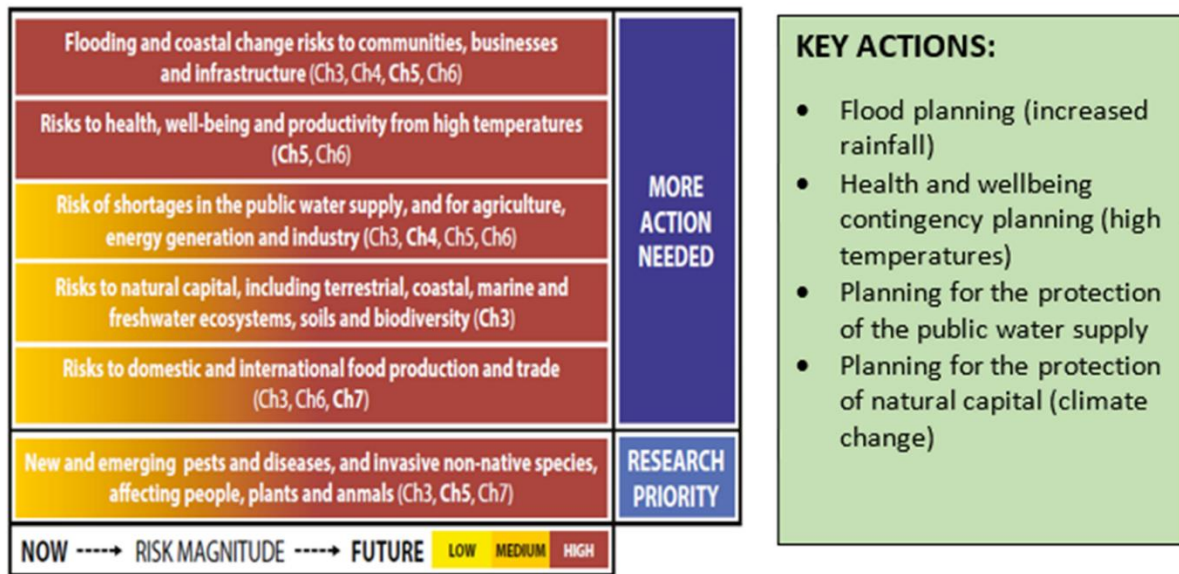 Flooding and coastal change risks to communities, businesses
and infrastructure (Ch3, Ch4, Ch5, Ch6)
Risks to health, well-being and productivity from high temperatures
(Ch5, Ch6)
Risk of shortages in the public water supply, and for agriculture,
energy generation and industry (Ch3, Ch4, Ch5, Ch6)
Risks to natural capital, including terrestrial, coastal, marine and
freshwater ecosystems, soils and biodiversity (Ch3)
Risks to domestic and international food production and trade
(Ch3, Ch6, Ch7)
MORE
ACTION
NEEDED
New and emerging pests and diseases, and invasive non-native species,
affecting people, plants and anmals (Ch3, Ch5, Ch7)
RESEARCH
PRIORITY
NOW ----→ RISK MAGNITUDE ----→ FUTURE LOW MEDIUM HIGH
KEY ACTIONS:
• Flood planning (increased
rainfall)
• Health and wellbeing
contingency planning (high
temperatures)
• Planning for the protection
of the public water supply
• Planning for the protection
of natural capital (climate
change)